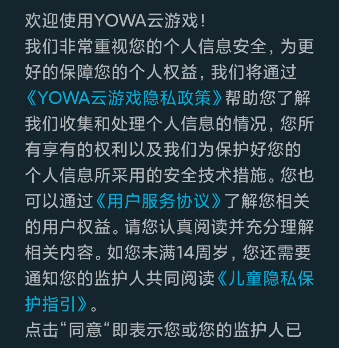 欢迎使用YOWA云游戏！
我们非常重视您的个人信息安全，为更
好的保障您的个人权益，我们将通过
《YOWA云游戏隐私政策》帮助您了解
我们收集和处理个人信息的情况，您所
有享有的权利以及我们为保护好您的
个人信息所采用的安全技术措施。您也
可以通过《用户服务协议》了解您相关
的用户权益。请您认真阅读并充分理解
相关内容。如您未满14周岁，您还需要
通知您的监护人共同阅读《儿童隐私保
护指引》。
点击“同意“即表示您或您的监护人已